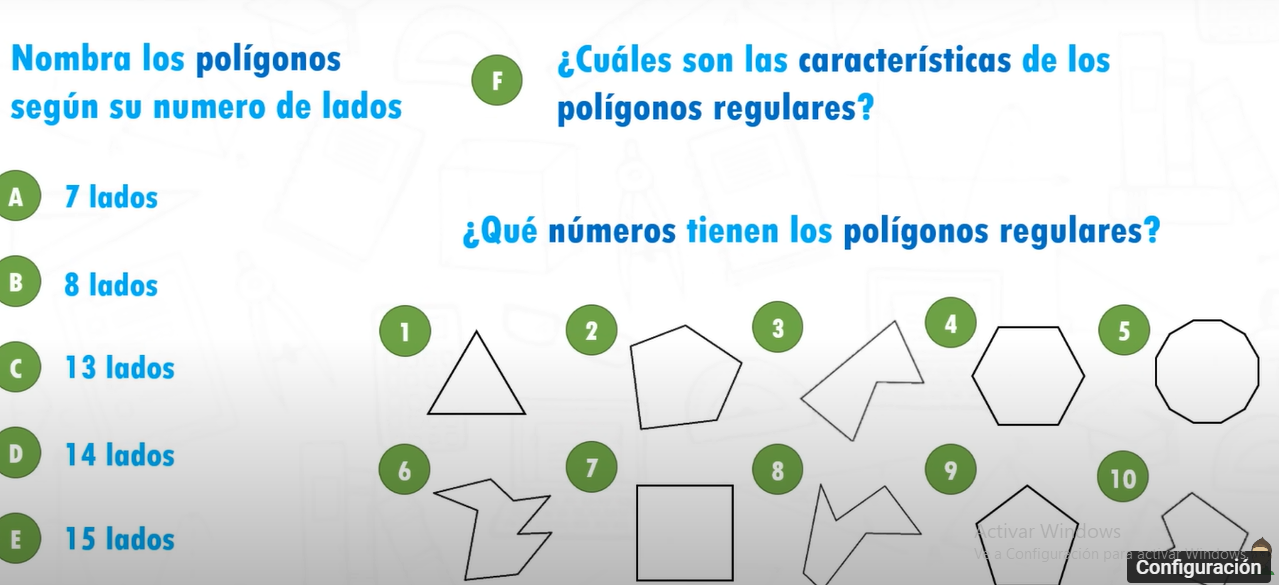 Nombra los polígonos
según su numero de lados
A 7 lados
B 8 lados
C 13 lados
D 14 lados
E 15 lados
F ¿Cuáles son las características de los
polígonos regulares?
¿Qué números tienen los polígonos regulares?
1 2 3 4 5
6 7 8 9 10
Activar Windows
Ve a Configuración para activar Windows.
Configuración